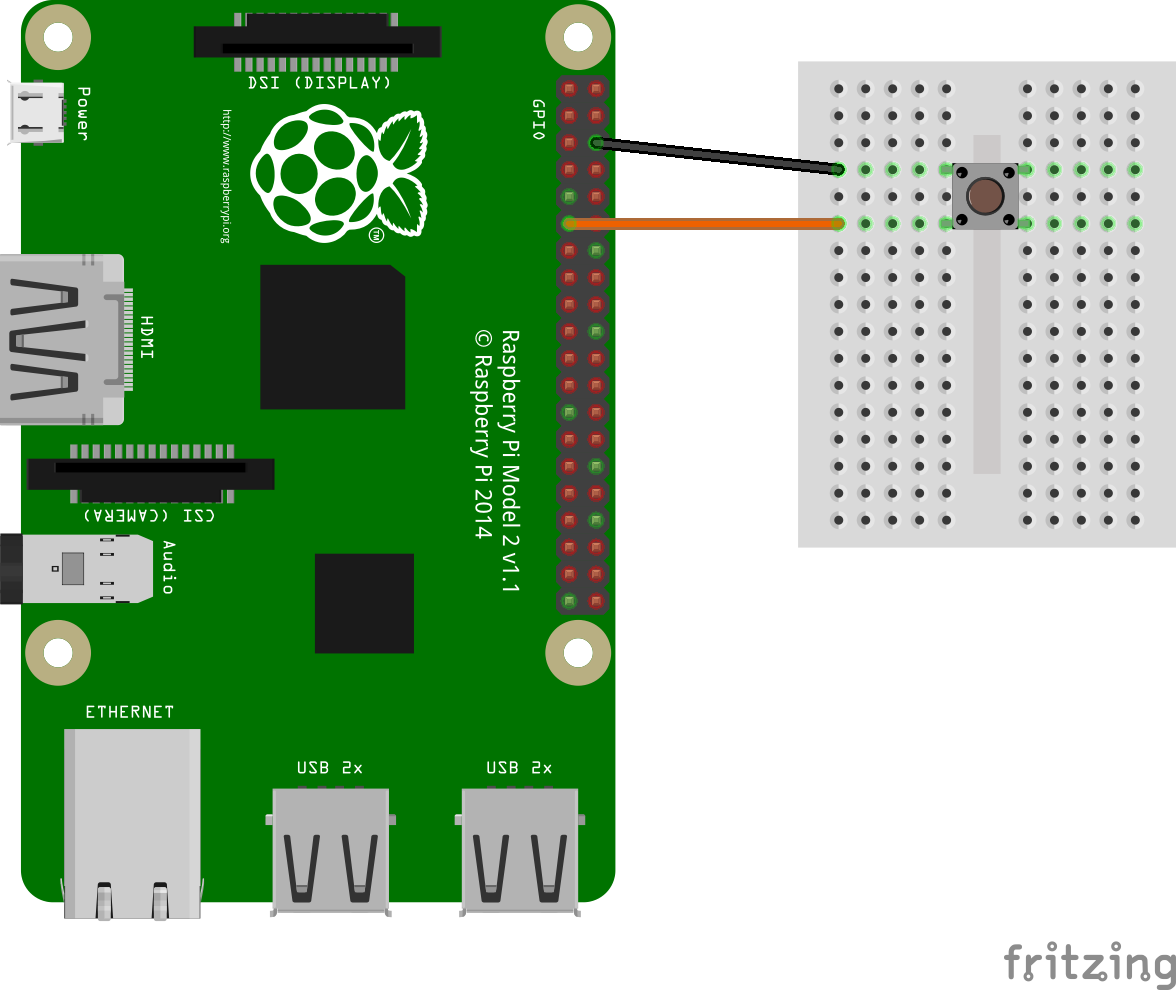 DSI (DISPLAY)
Power
http://www.raspberrypi.org
GPIO
TM
HDMI
Raspberry Pi Model 2 v1.1
© Raspberry Pi 2014
CSI (CAMERA)
Audio
ETHERNET
USB 2x
USB 2x
fritzing